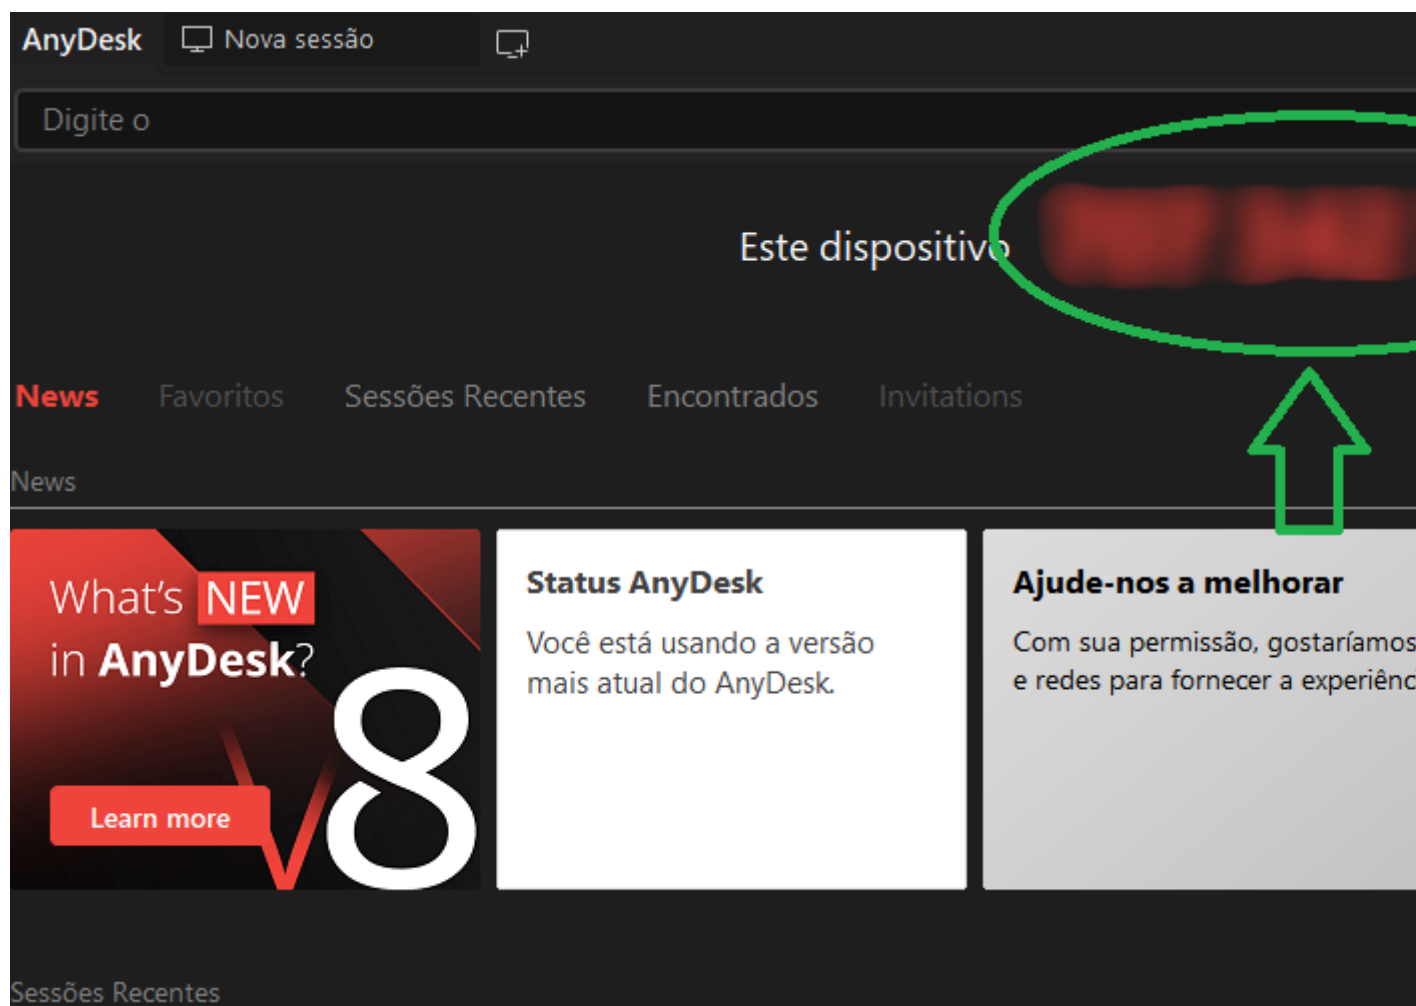 AnyDesk Nova sessão
Digite o
Este dispositivo
News Favoritos Sessões Recentes Encontrados Invitations
News
What's NEW
in AnyDesk?
V8
Learn more
Status AnyDesk
Você está usando a versão
mais atual do AnyDesk.
Ajude-nos a melhorar
Com sua permissão, gostaríamos
e redes para fornecer a experiênc
Sessões Recentes